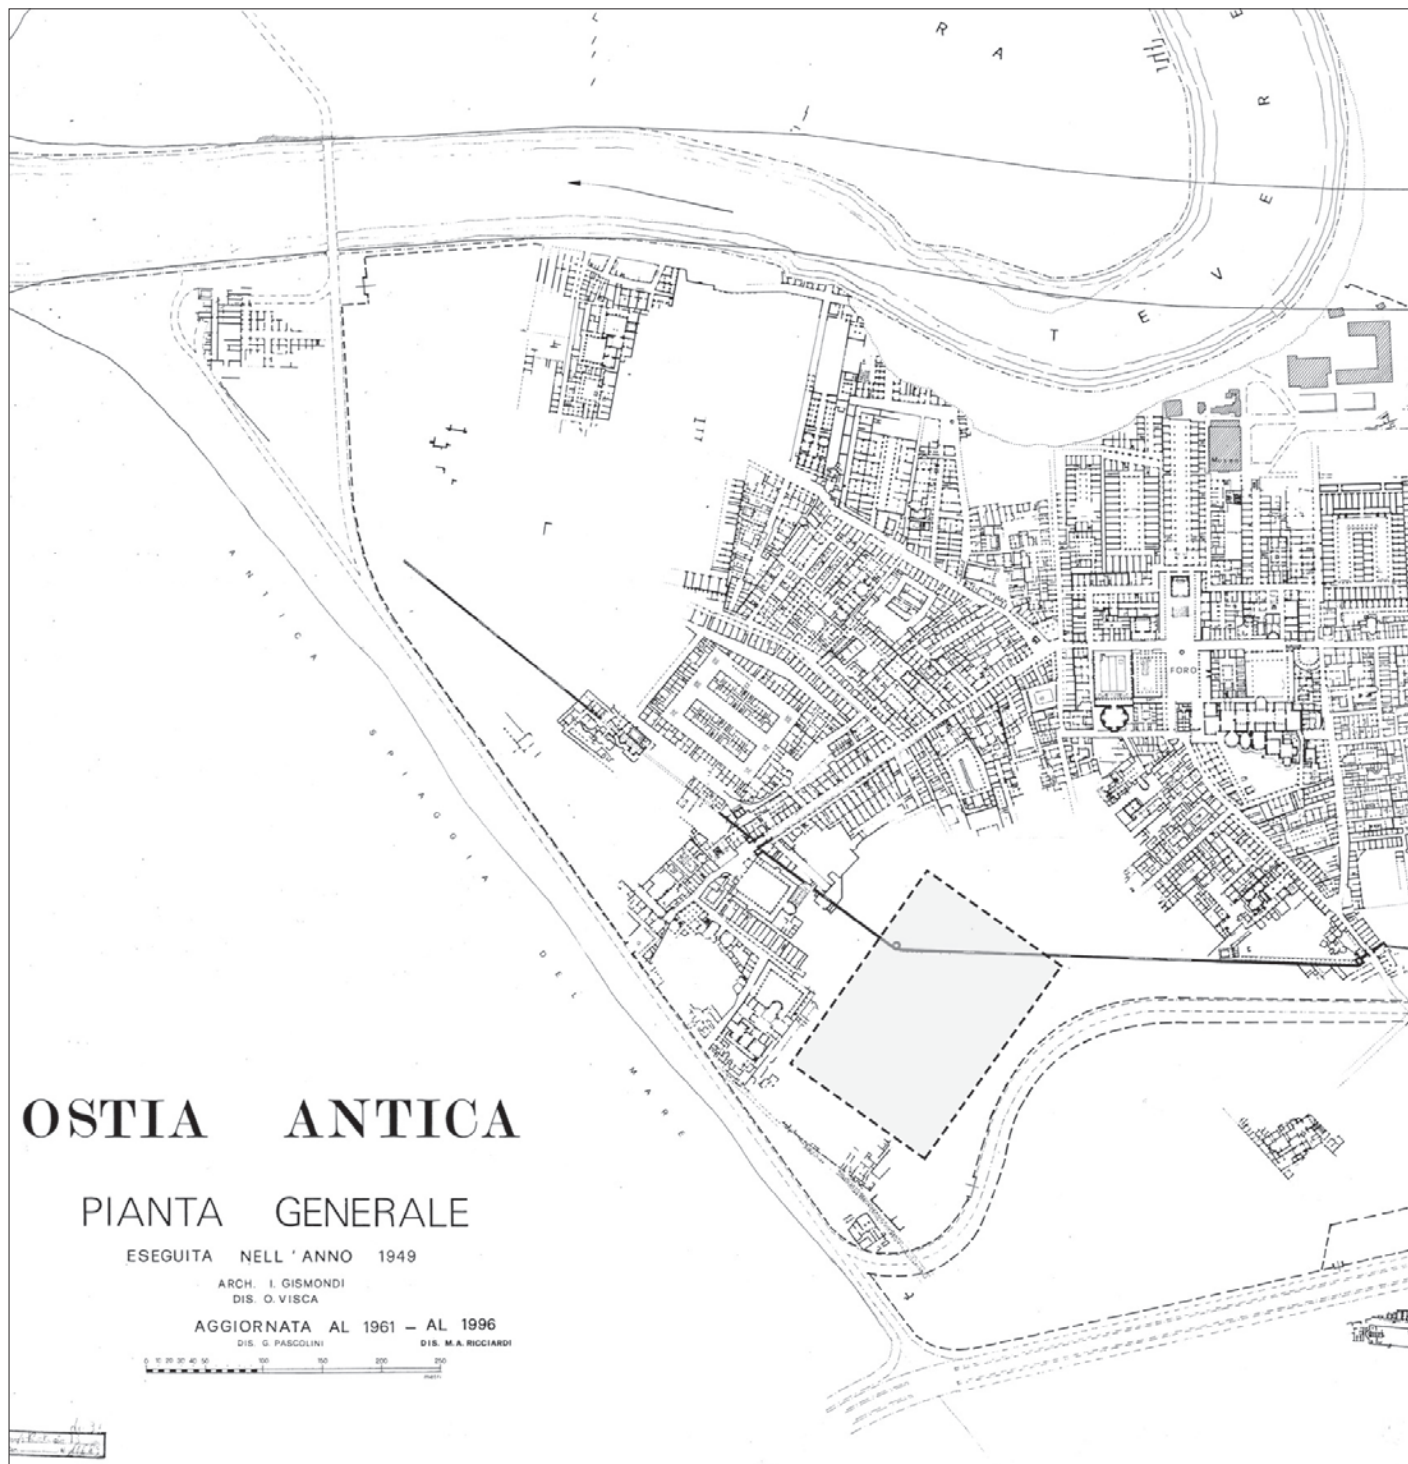 R A
TEVERE
Museo
FORO
ANTICA SPIAGGIA DEL MARE
OSTIA ANTICA
PIANTA GENERALE
ESEGUITA NELL'ANNO 1949
ARCH. I. GISMONDI
DIS. O. VISCA
AGGIORNATA AL 1961 – AL 1996
DIS. G. PASCOLINI DIS. M.A. RICCIARDI
0 10 20 30 40 50 100 150 200 250
metri